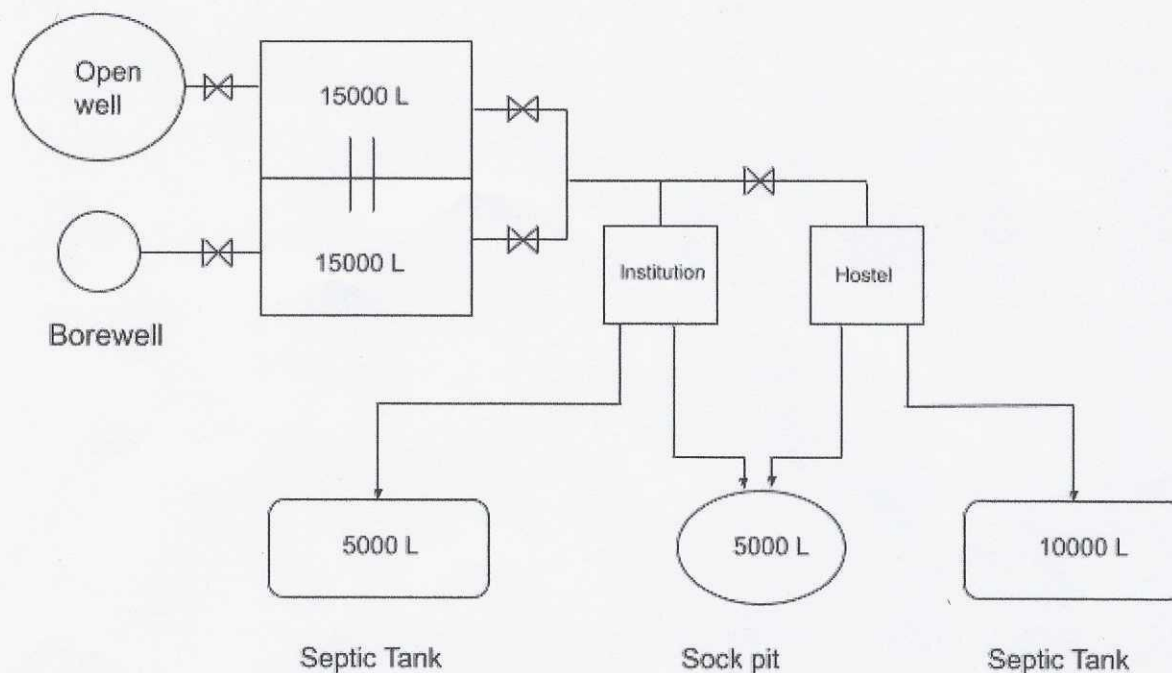 Open
well
15000 L
15000 L
Borewell
Institution
Hostel
5000 L
5000 L
10000 L
Septic Tank
Sock pit
Septic Tank